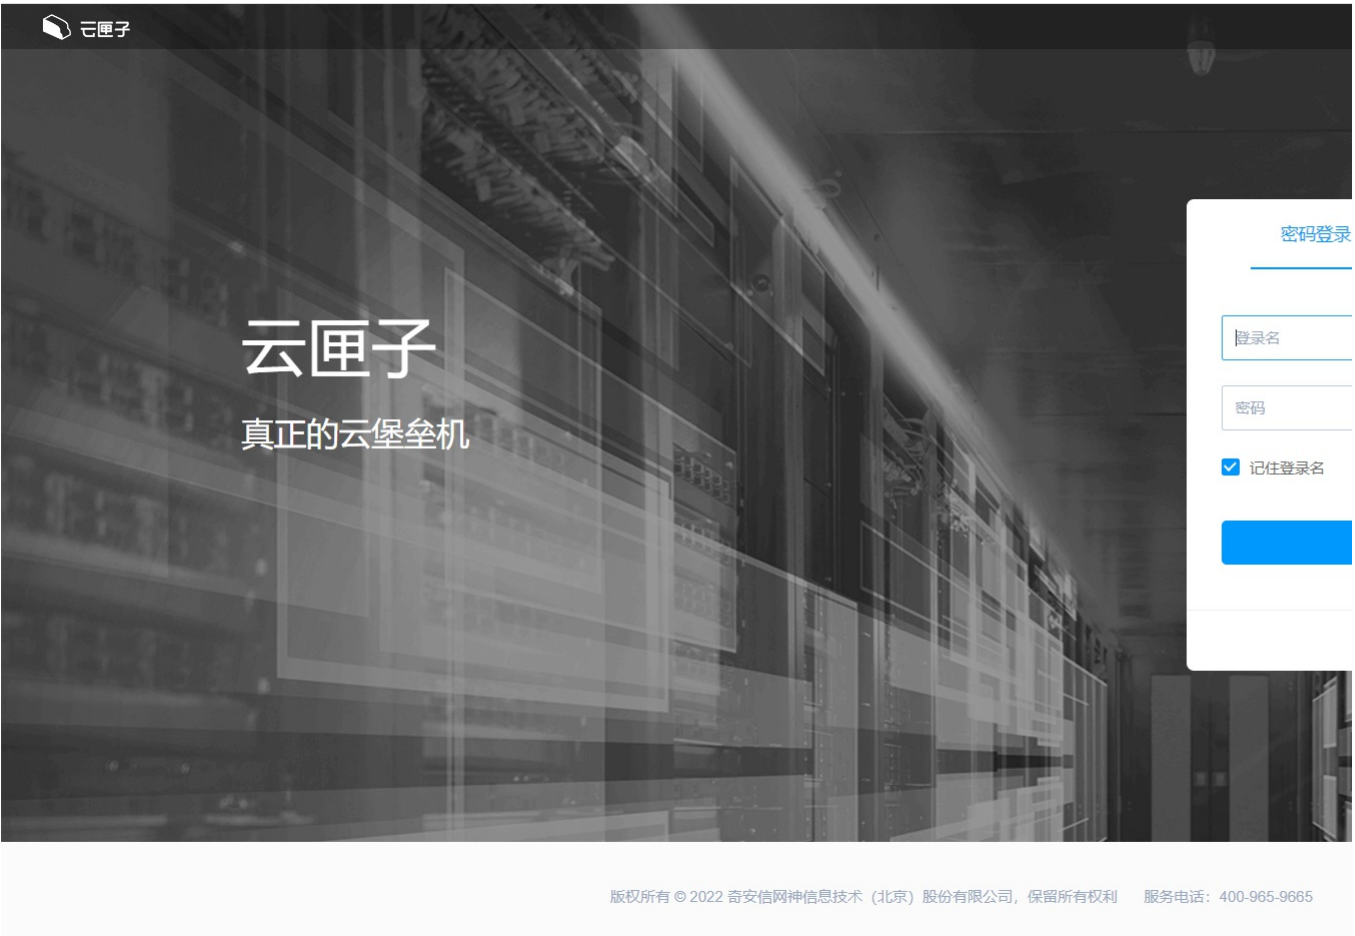 云匣子
密码登录
登录名
云匣子
密码
真正的云堡垒机
记住登录名
版权所有 © 2022 奇安信网神信息技术（北京）股份有限公司，保留所有权利 服务电话：400-965-9665